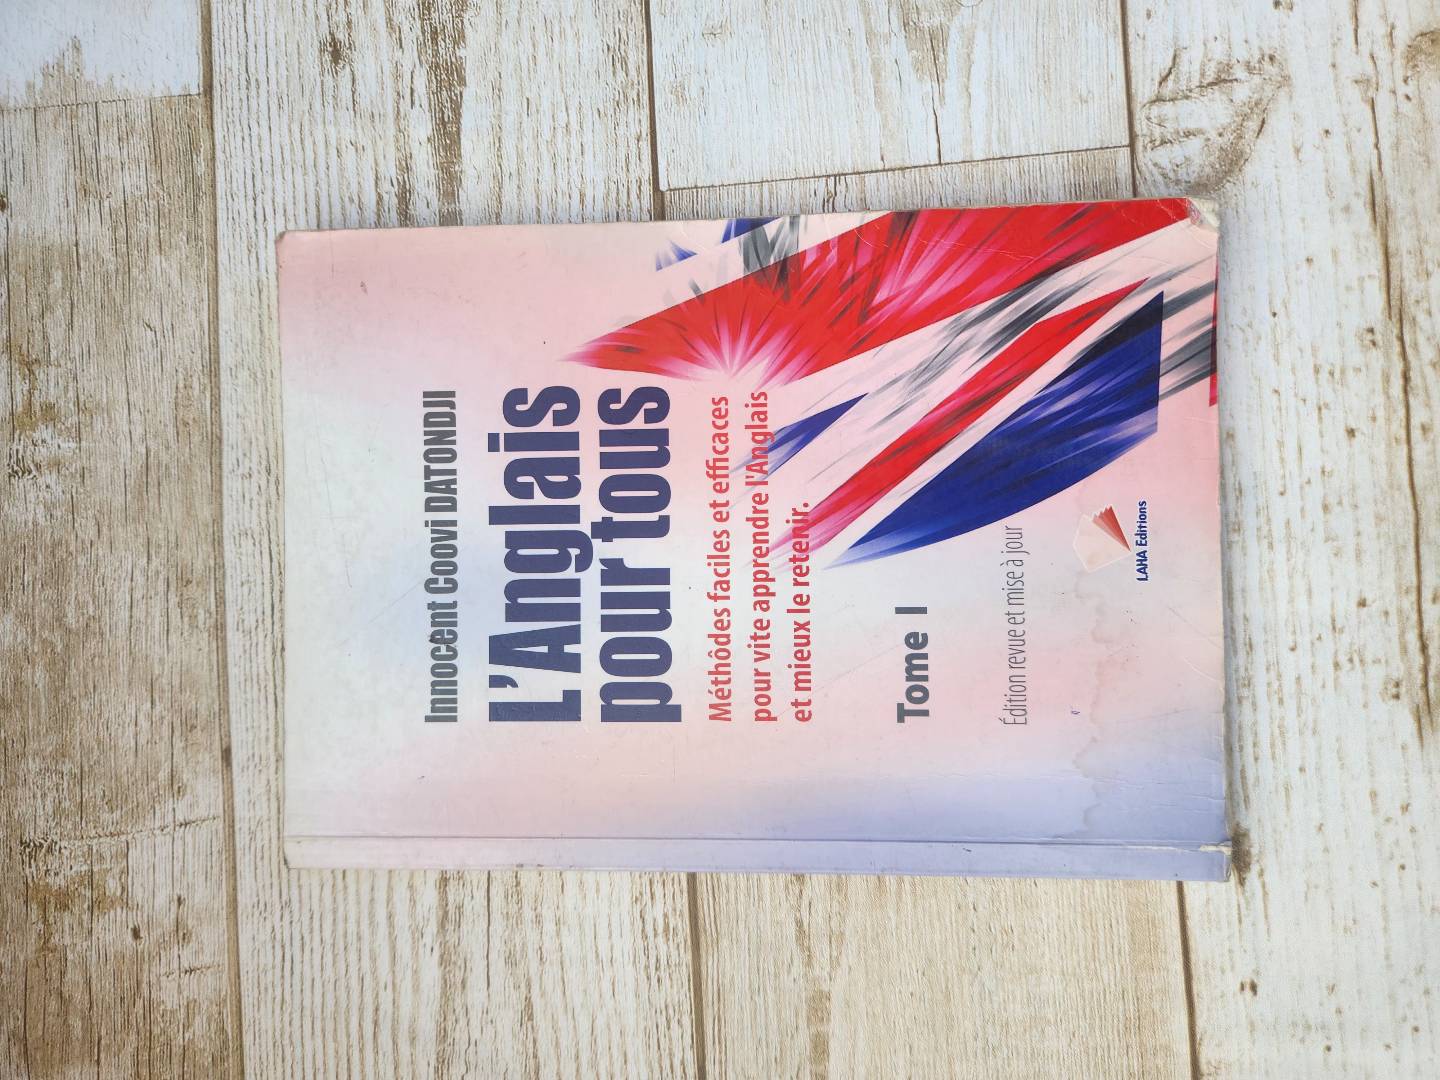 Innocent Coovi DATONDJI
L'Anglais
pour tous
Méthôdes faciles et efficaces
pour vite apprendre l'Anglais
et mieux le retenir.
Tome I
Édition revue et mise à jour
LAHA Editions